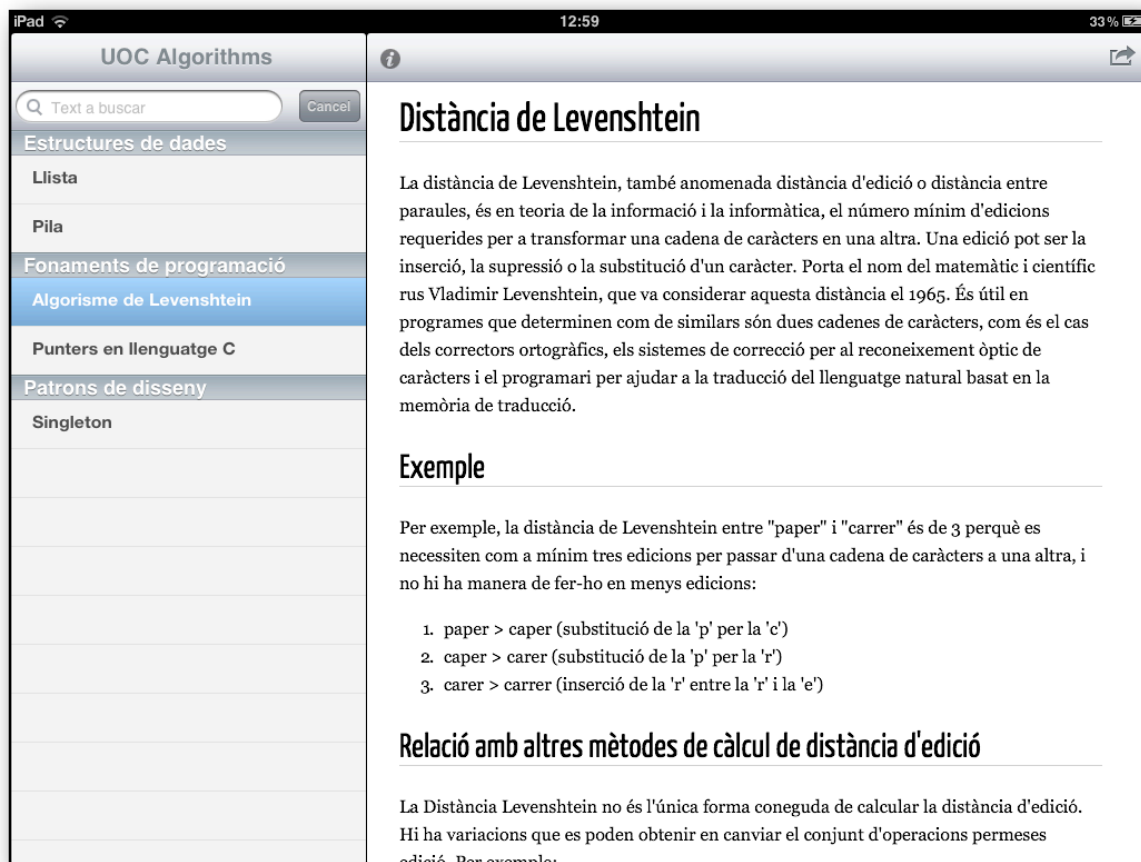 iPad 12:59 33%
UOC Algorithms
Text a buscar Cancel
Estructures de dades
Llista
Pila
Fonaments de programació
Algorisme de Levenshtein
Punters en llenguatge C
Patrons de disseny
Singleton
Distància de Levenshtein
La distància de Levenshtein, també anomenada distància d'edició o distància entre
paraules, és en teoria de la informació i la informàtica, el número mínim d'edicions
requerides per a transformar una cadena de caràcters en una altra. Una edició pot ser la
inserció, la supressió o la substitució d'un caràcter. Porta el nom del matemàtic i científic
rus Vladimir Levenshtein, que va considerar aquesta distància el 1965. És útil en
programes que determinen com de similars són dues cadenes de caràcters, com és el cas
dels correctors ortogràfics, els sistemes de correcció per al reconeixement òptic de
caràcters i el programari per ajudar a la traducció del llenguatge natural basat en la
memòria de traducció.
Exemple
Per exemple, la distància de Levenshtein entre "paper" i "carrer" és de 3 perquè es
necessiten com a mínim tres edicions per passar d'una cadena de caràcters a una altra, i
no hi ha manera de fer-ho en menys edicions:
1. paper > caper (substitució de la 'p' per la 'c')
2. caper > carer (substitució de la 'p' per la 'r')
3. carer > carrer (inserció de la 'r' entre la 'r' i la 'e')
Relació amb altres mètodes de càlcul de distància d'edició
La Distància Levenshtein no és l'única forma coneguda de calcular la distància d'edició.
Hi ha variacions que es poden obtenir en canviar el conjunt d'operacions permeses
edició. Per exemple: